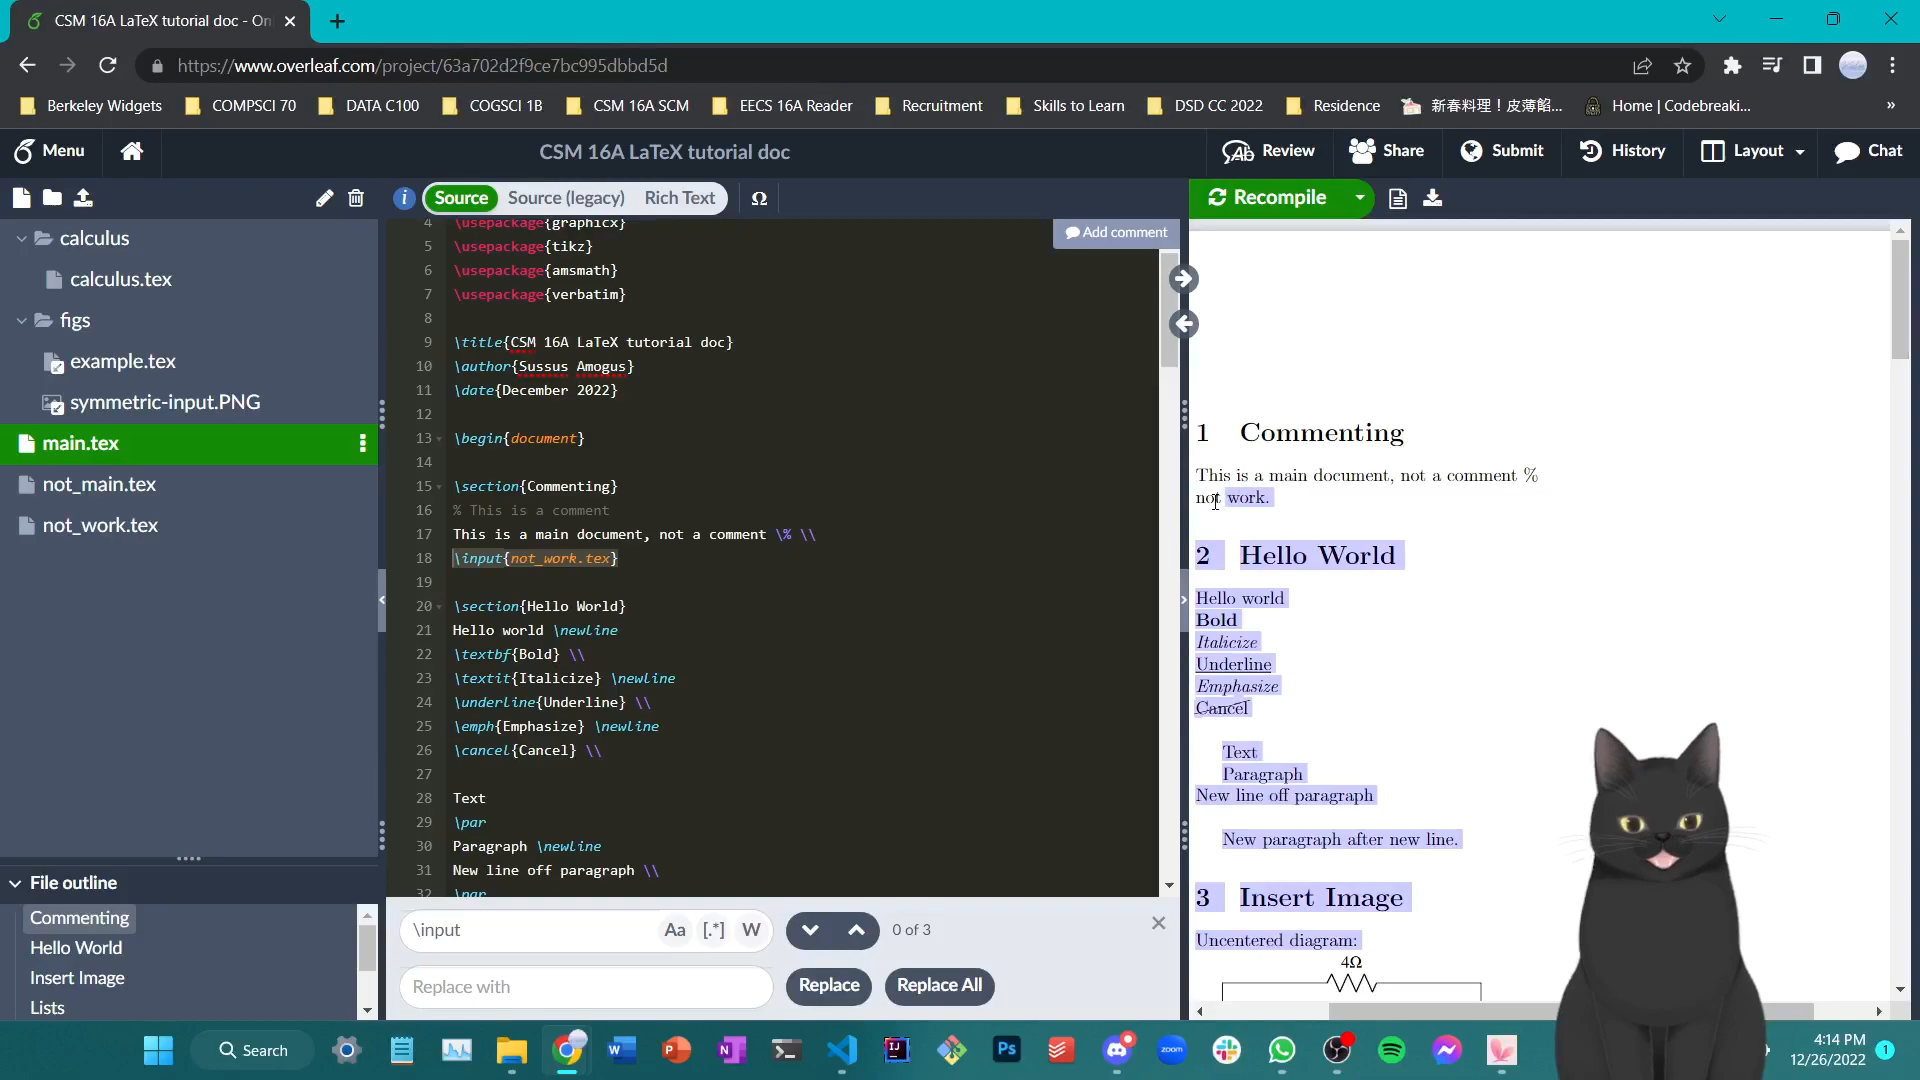 CSM 16A LaTeX tutorial doc - On
https://www.overleaf.com/project/63a702d2f9ce7bc995dbbd5d
Berkeley Widgets
COMPSCI 70
DATA C100
COGSCI 1B
CSM 16A SCM
EECS 16A Reader
Recruitment
Skills to Learn
DSD CC 2022
Residence
新春料理！皮薄餡...
Home | Codebreaki...
»
Menu
CSM 16A LaTeX tutorial doc
Review
Share
Submit
History
Layout
Chat
Source
Source (legacy)
Rich Text
Ω
Recompile
calculus
calculus.tex
figs
example.tex
symmetric-input.PNG
main.tex
not_main.tex
not_work.tex
File outline
Commenting
Hello World
Insert Image
Lists
Add comment
4 \usepackage{graphicx}
5 \usepackage{tikz}
6 \usepackage{amsmath}
7 \usepackage{verbatim}
8
9 \title{CSM 16A LaTeX tutorial doc}
10 \author{Sussus Amogus}
11 \date{December 2022}
12
13 \begin{document}
14
15 \section{Commenting}
16 % This is a comment
17 This is a main document, not a comment \% \\
18 \input{not_work.tex}
19
20 \section{Hello World}
21 Hello world \newline
22 \textbf{Bold} \\
23 \textit{Italicize} \newline
24 \underline{Underline} \\
25 \emph{Emphasize} \newline
26 \cancel{Cancel} \\
27
28 Text
29 \par
30 Paragraph \newline
31 New line off paragraph \\
32 \par
\input
Aa [.*] W
0 of 3
Replace with
Replace
Replace All
1 Commenting
This is a main document, not a comment %
not work.
2 Hello World
Hello world
Bold
Italicize
Underline
Emphasize
Cancel
Text
Paragraph
New line off paragraph
New paragraph after new line.
3 Insert Image
Uncentered diagram:
4Ω
Search
4:14 PM
12/26/2022
1